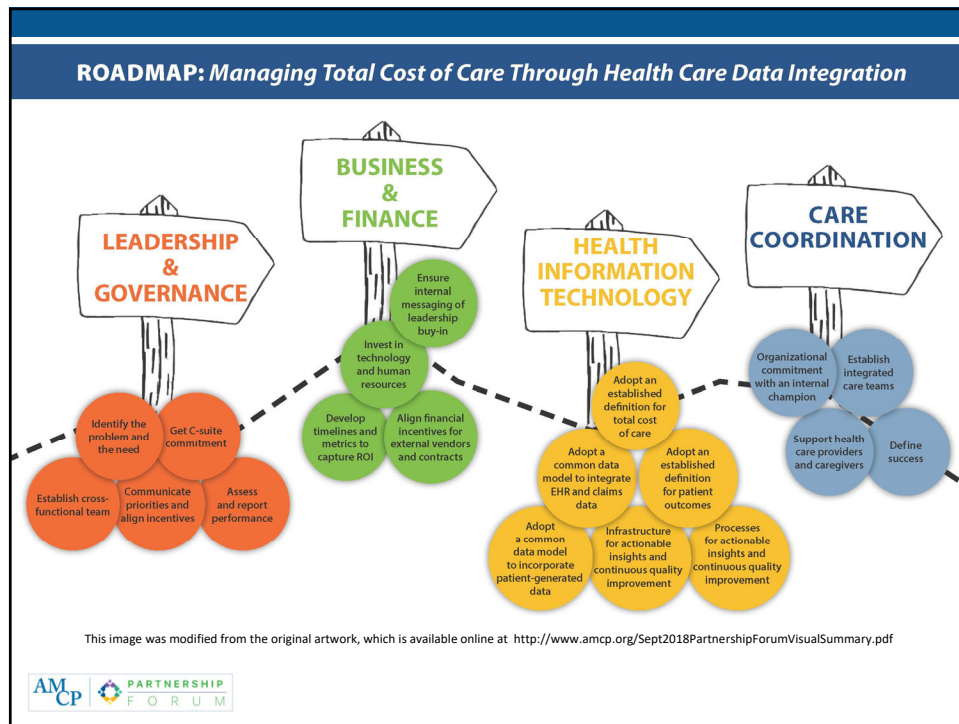 ROADMAP: Managing Total Cost of Care Through Health Care Data Integration
LEADERSHIP
&
GOVERNANCE
Identify the
problem and
the need
Get C-suite
commitment
Establish cross-
functional team
Communicate
priorities and
align incentives
Assess
and report
performance
BUSINESS
&
FINANCE
Ensure
internal
messaging of
leadership
buy-in
Invest in
technology
and human
resources
Develop
timelines and
metrics to
capture ROI
Align financial
incentives for
external vendors
and contracts
HEALTH
INFORMATION
TECHNOLOGY
Adopt an
established
definition for
total cost
of care
Adopt a
common data
model to integrate
EHR and claims
data
Adopt an
established
definition
for patient
outcomes
Adopt
a common
data model
to incorporate
patient-generated
data
Infrastructure
for actionable
insights and
continuous quality
improvement
Processes
for actionable
insights and
continuous quality
improvement
CARE
COORDINATION
Organizational
commitment
with an internal
champion
Establish
integrated
care teams
Support health
care providers
and caregivers
Define
success
This image was modified from the original artwork, which is available online at http://www.amcp.org/Sept2018PartnershipForumVisualSummary.pdf
AMCP
PARTNERSHIP
FORUM